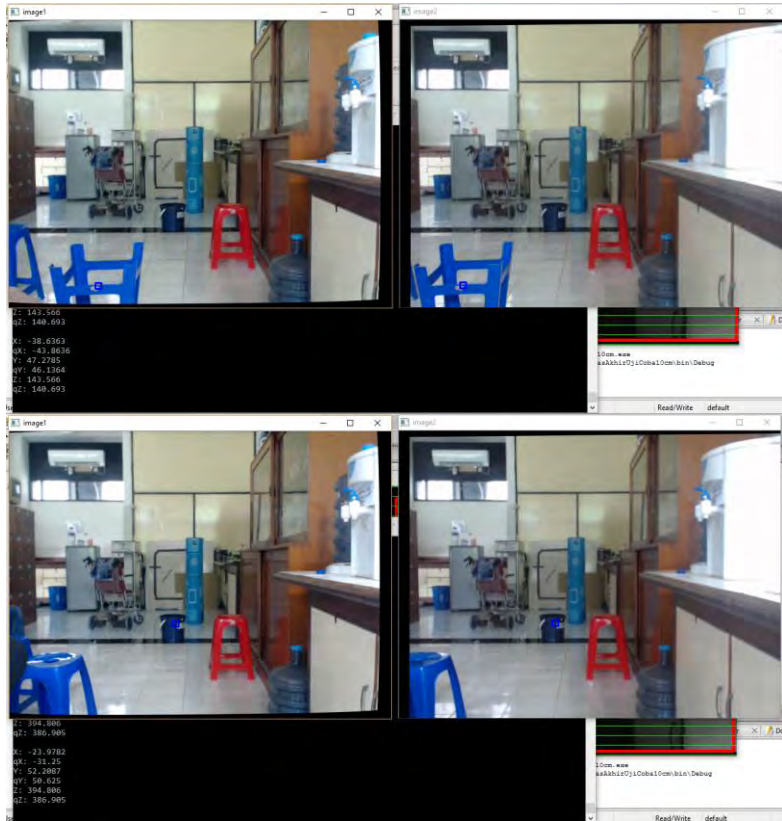 image1
image2
Z: 143.566
qZ: 140.693
X: -38.6363
qX: -43.8636
Y: 47.2785
qY: 46.1364
Z: 143.566
qZ: 140.693
10cm.exe
asAkhirUjiCoba10cm\bin\Debug
Read/Write default
image1
image2
Z: 394.806
qZ: 386.905
X: -23.9782
qX: -31.25
Y: 52.2087
qY: 50.625
Z: 394.806
qZ: 386.905
10cm.exe
asAkhirUjiCoba10cm\bin\Debug
Read/Write default